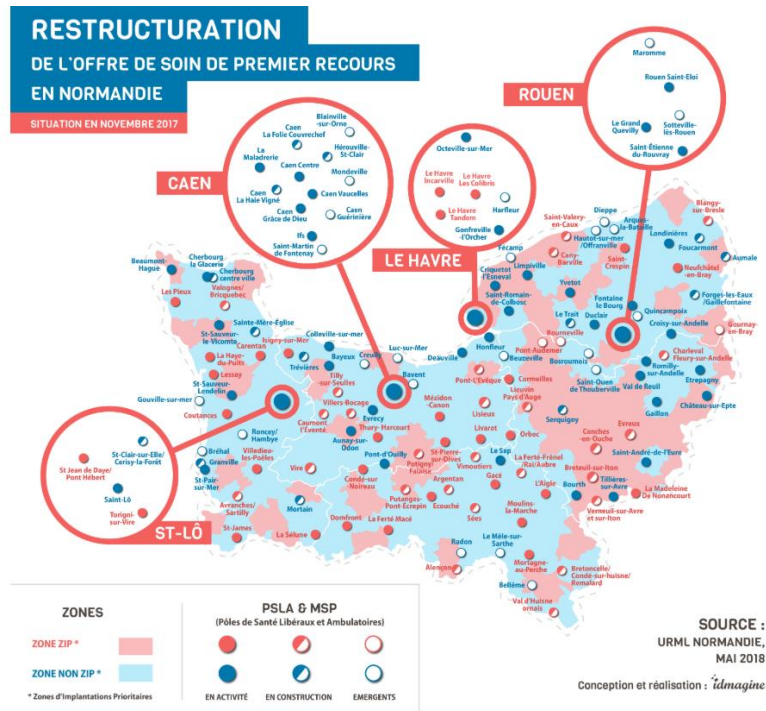 RESTRUCTURATION
DE L'OFFRE DE SOIN DE PREMIER RECOURS
EN NORMANDIE
SITUATION EN NOVEMBRE 2017
ROUEN
Maromme
Rouen Saint-Eloi
Le Grand
Quevilly
Sotteville-
lès-Rouen
Saint-Étienne
du-Rouvray
CAEN
Blainville
-sur-Orne
Caen
La Folie Couvrechef
Hérouville-
St-Clair
La
Maladrerie
Caen Centre
Mondeville
Caen
La Haie Vigné
Caen Vaucelles
Caen
Grâce de Dieu
Caen
Guérinière
Ifs
Saint-Martin
de Fontenay
LE HAVRE
Octeville-sur-Mer
Le Havre
Incarville
Le Havre
Les Colibris
Le Havre
Tandem
Harfleur
Gonfreville
l'Orcher
ST-LÔ
St-Clair-sur-Elle/
Cerisy-la-Forêt
St Jean de Daye/
Pont Hébert
Saint-Lô
Torigni-
sur-Vire
Beaumont-
Hague
Cherbourg
la Glacerie
Cherbourg
centre ville
Les Pieux
Valognes/
Bricquebec
Sainte-Mère-Église
St-Sauveur-
le-Vicomte
Carentan
Isigny-sur-Mer
La Haye-
du-Puits
Lessay
St-Sauveur-
Lendelin
Gouville-sur-mer
Coutances
Roncey/
Hambye
Bréhal
Granville
St-Pair-
sur-Mer
Villedieu-
les-Poêles
Avranches/
Sartilly
St-James
Mortain
La Sélune
Colleville-sur-mer
Trévières
Bayeux
Creully
Luc-sur-Mer
Bavent
Tilly
-sur-Seulles
Villers-Bocage
Caumont
l'Éventé
Evrecy
Aunay-sur-
Odon
Thury-Harcourt
Pont-d'Ouilly
Vire
Condé-sur
Noireau
Potigny
Falaise
Mézidon
-Canon
St-Pierre-
sur-Dives
Livarot
Lisieux
Orbec
Pont-L'Evêque
Deauville
Honfleur
Beuzeville
Cormeilles
Lieurey
Pays d'Auge
Vimoutiers
Le Sap
La Ferté-Frênel
/Rai/Aubre
Gacé
L'Aigle
Argentan
Ecouché
Putanges-
Pont-Écrepin
Domfront
La Ferté Macé
Sées
Moulins-
la-Marche
Radon
Le Mêle-sur-
Sarthe
Alençon
Mortagne-
au-Perche
Bellême
Bretoncelle/
Condé-sur-huisne/
Remalard
Val d'Huisne
ornais
Fécamp
Criquetot
l'Esneval
Limpiville
Saint-Romain-
de-Colbosc
Saint-Valery-en-
Caux
Cany-
Barville
Dieppe
Hautot-sur-mer
/Offranville
Arques-
la-Bataille
Saint-
Crespin
Londinières
Blangy-
sur-Bresle
Foucarmont
Aumale
Neufchâtel
-en-Bray
Forges-les-Eaux
/Gaillefontaine
Gournay-
en-Bray
Yvetot
Fontaine
le Bourg
Quincampoix
Le Trait
Duclair
Croisy-sur-Andelle
Bourneville
Pont-Audemer
Bosroumois
Saint-Ouen
de Thouberville
Charleval
Fleury-sur-Andelle
Romilly-
sur-Andelle
Val de Reuil
Etrepagny
Château-sur-Epte
Gaillon
Serquigny
Evreux
Conches-
en-Ouche
Breteuil-sur-Iton
Saint-André-de-l'Eure
Tillières-
sur-Avre
Bourth
Verneuil-sur-Avre
et sur-Iton
La Madeleine
De Nonancourt
ZONES
ZONE ZIP *
ZONE NON ZIP *
* Zones d'Implantations Prioritaires
PSLA & MSP
(Pôles de Santé Libéraux et Ambulatoires)
EN ACTIVITÉ
EN CONSTRUCTION
EMERGENTS
SOURCE :
URML NORMANDIE,
MAI 2018
Conception et réalisation : idmagine